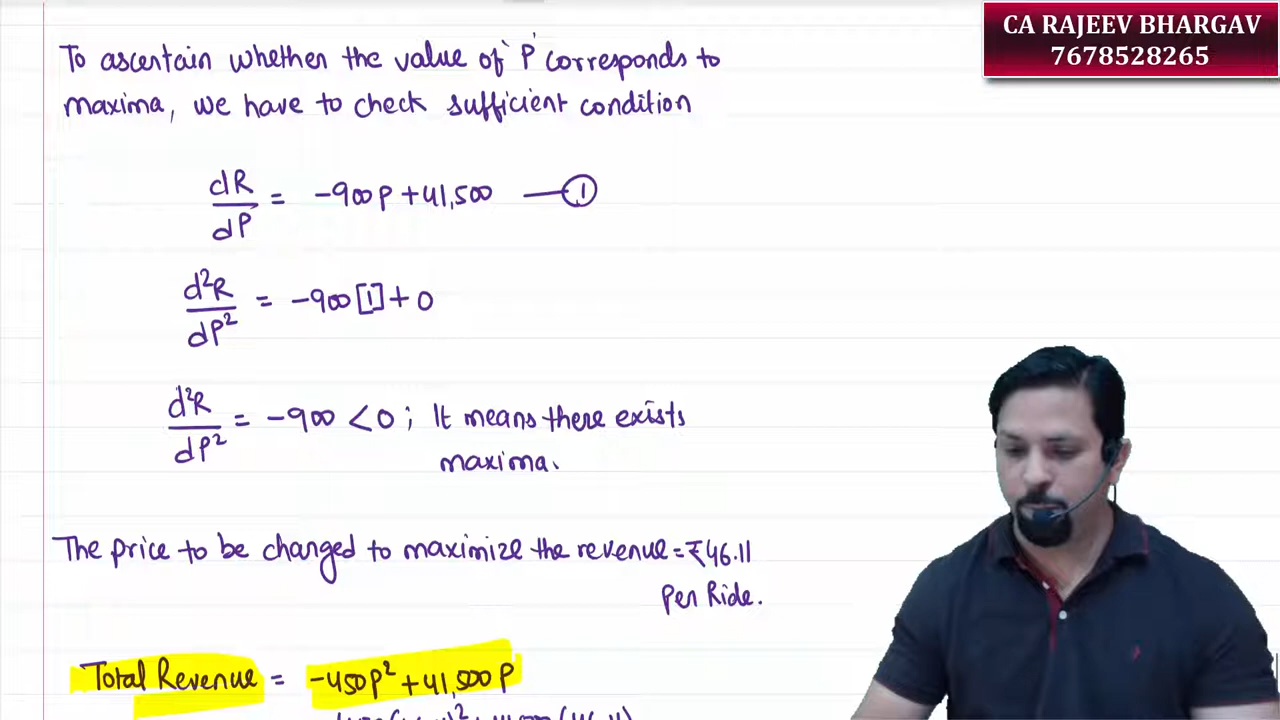 CA RAJEEV BHARGAV
7678528265
To ascertain whether the value of 'P' corresponds to
maxima, we have to check sufficient condition
dR/dP = -900P + 41,500 —①
d²R/dP² = -900 [1] + 0
d²R/dP² = -900 < 0 ; It means there exists
maxima.
The price to be changed to maximize the revenue = ₹46.11
Per Ride.
Total Revenue = -450P² + 41,500 P